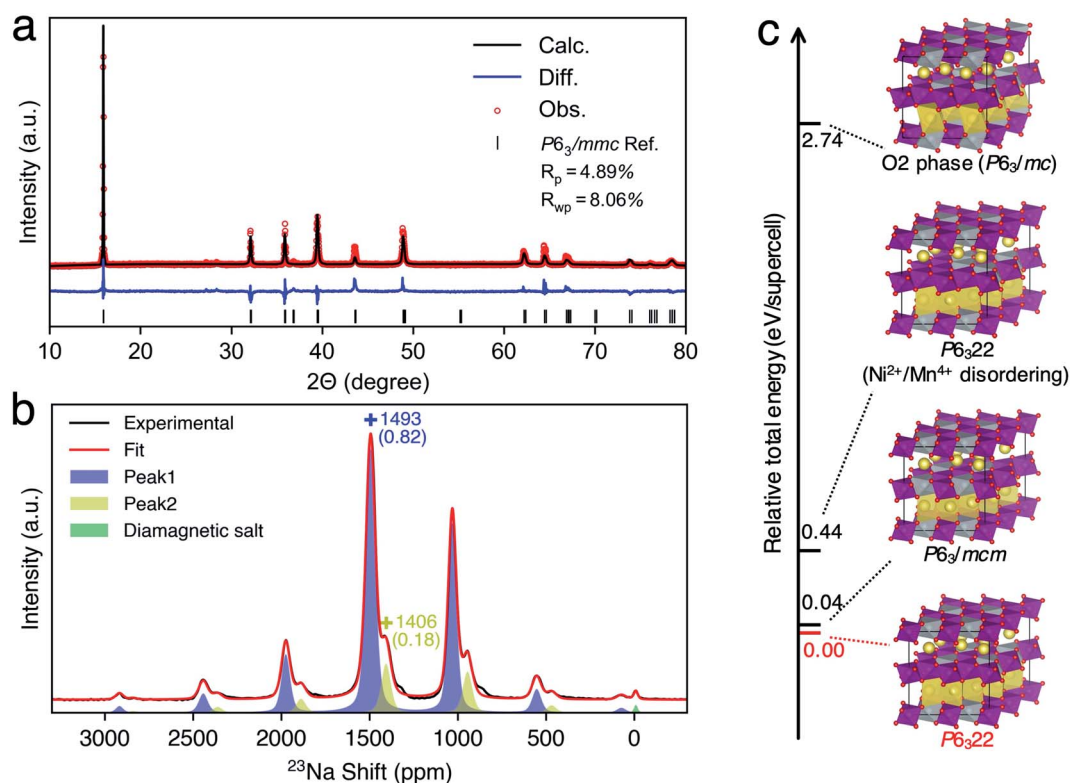 a
Intensity (a.u.)
Calc.
Diff.
Obs.
P6₃/mmc Ref.
Rₚ = 4.89%
R_wp = 8.06%
10 20 30 40 50 60 70 80
2Θ (degree)
b
Intensity (a.u.)
Experimental
Fit
Peak1
Peak2
Diamagnetic salt
1493
(0.82)
1406
(0.18)
3000 2500 2000 1500 1000 500 0
²³Na Shift (ppm)
c
Relative total energy (eV/supercell)
2.74
O2 phase (P6₃/mc)
P6₃22
(Ni²⁺/Mn⁴⁺ disordering)
0.44
P6₃/mcm
0.04
0.00
P6₃22